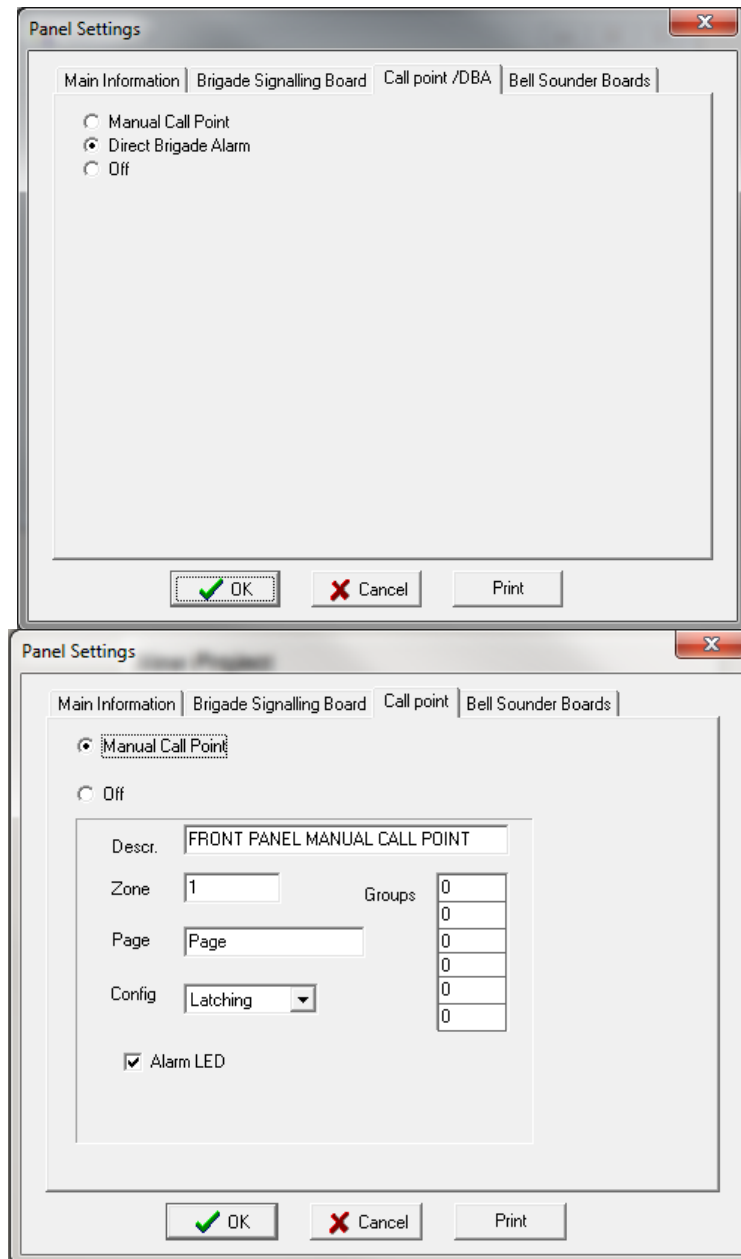 Panel Settings
Main Information Brigade Signalling Board Call point /DBA Bell Sounder Boards
Manual Call Point
Direct Brigade Alarm
Off
OK Cancel Print
Panel Settings
New Project
Main Information Brigade Signalling Board Call point Bell Sounder Boards
Manual Call Point
Off
Descr. FRONT PANEL MANUAL CALL POINT
Zone 1 Groups 0
0
Page Page 0
0
Config Latching 0
0
Alarm LED
OK Cancel Print